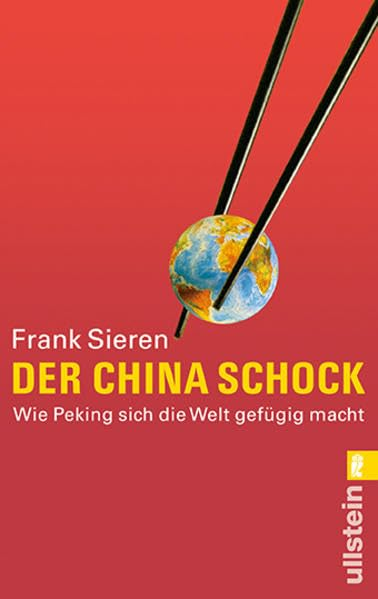 Frank Sieren
DER CHINA SCHOCK
Wie Peking sich die Welt gefügig macht
ullstein